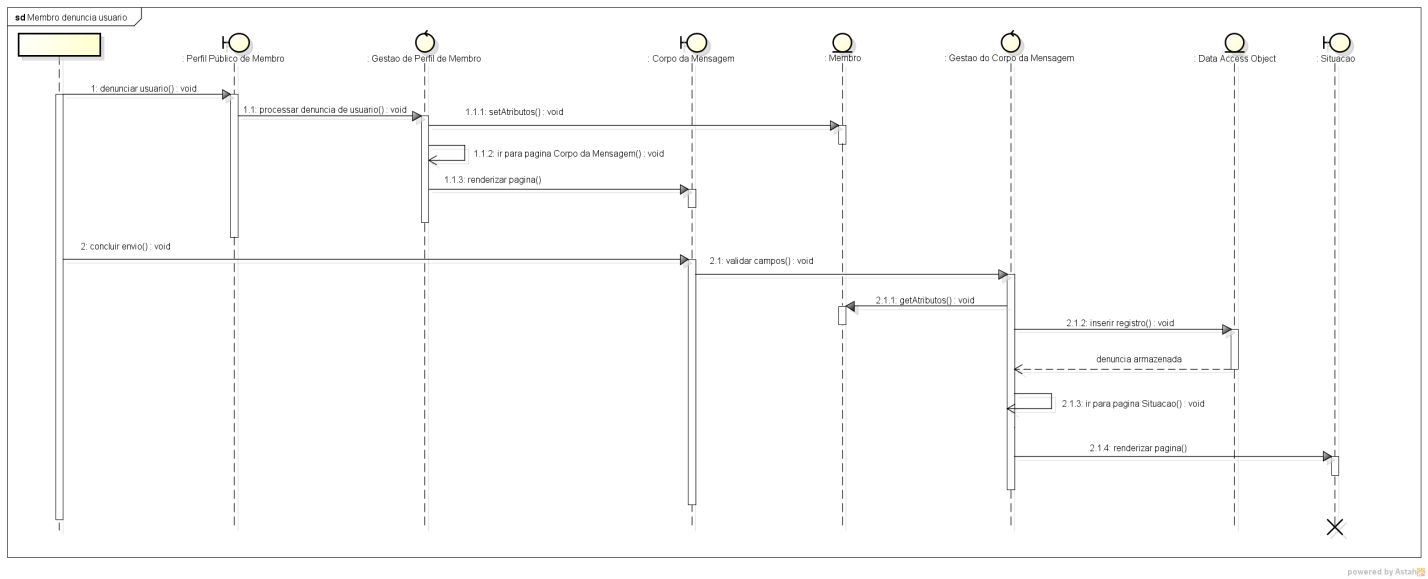 sd Membro denuncia usuario
: Perfil Público de Membro
: Gestao de Perfil de Membro
: Corpo da Mensagem
: Membro
: Gestao do Corpo da Mensagem
: Data Access Object
: Situacao
1: denunciar usuario() : void
1.1: processar denuncia de usuario() : void
1.1.1: setAtributos() : void
1.1.2: ir para pagina Corpo da Mensagem() : void
1.1.3: renderizar pagina()
2: concluir envio() : void
2.1: validar campos() : void
2.1.1: getAtributos() : void
2.1.2: inserir registro() : void
denuncia armazenada
2.1.3: ir para pagina Situacao() : void
2.1.4: renderizar pagina()
powered by Astah